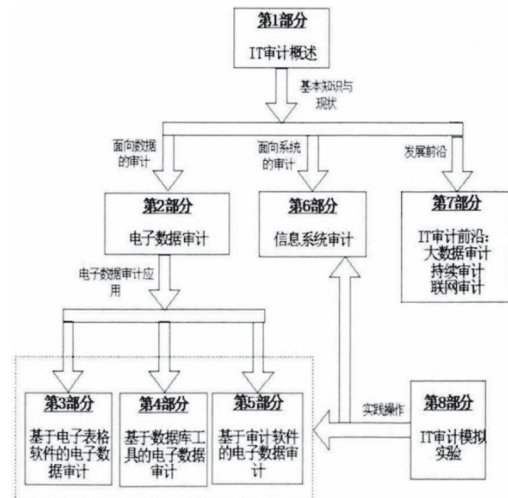 第1部分
IT审计概述
基本知识与
现状
面向数据
的审计
面向系统
的审计
发展前沿
第2部分
电子数据审计
第6部分
信息系统审计
第7部分
IT审计前沿：
大数据审计
持续审计
联网审计
电子数据审计应
用
第3部分
基于电子表格
软件的电子数
据审计
第4部分
基于数据库工
具的电子数据
审计
第5部分
基于审计软件
的电子数据审
计
实践操作
第8部分
IT审计模拟
实验